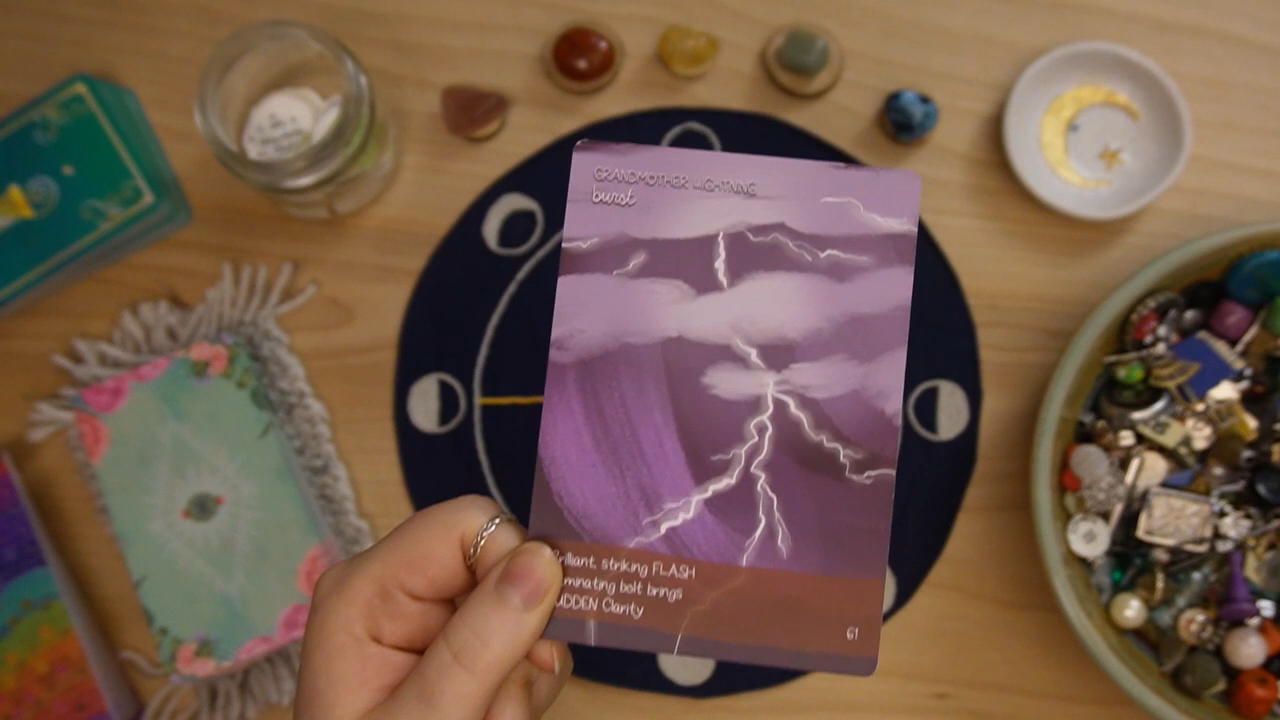 GRANDMOTHER LIGHTNING
burst
rilliant, striking FLASH
minating bolt brings
UDDEN Clarity
61